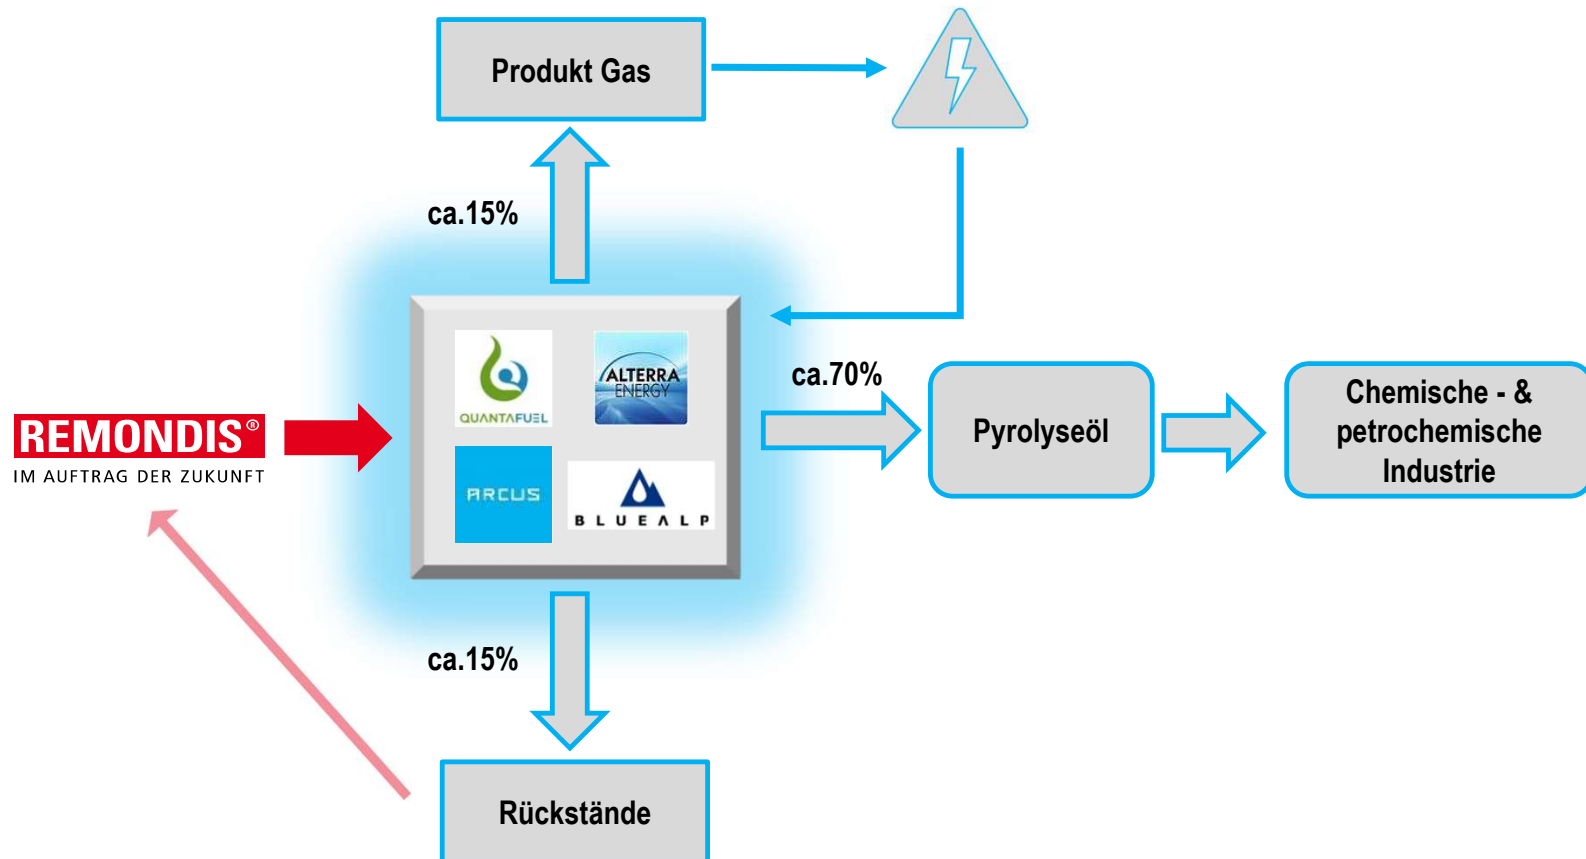 Produkt Gas
ca.15%
QUANTAFUEL
ALTERRA
ENERGY
ARCUS
BLUEALP
REMONDIS®
IM AUFTRAG DER ZUKUNFT
ca.70%
Pyrolyseöl
Chemische - &
petrochemische
Industrie
ca.15%
Rückstände